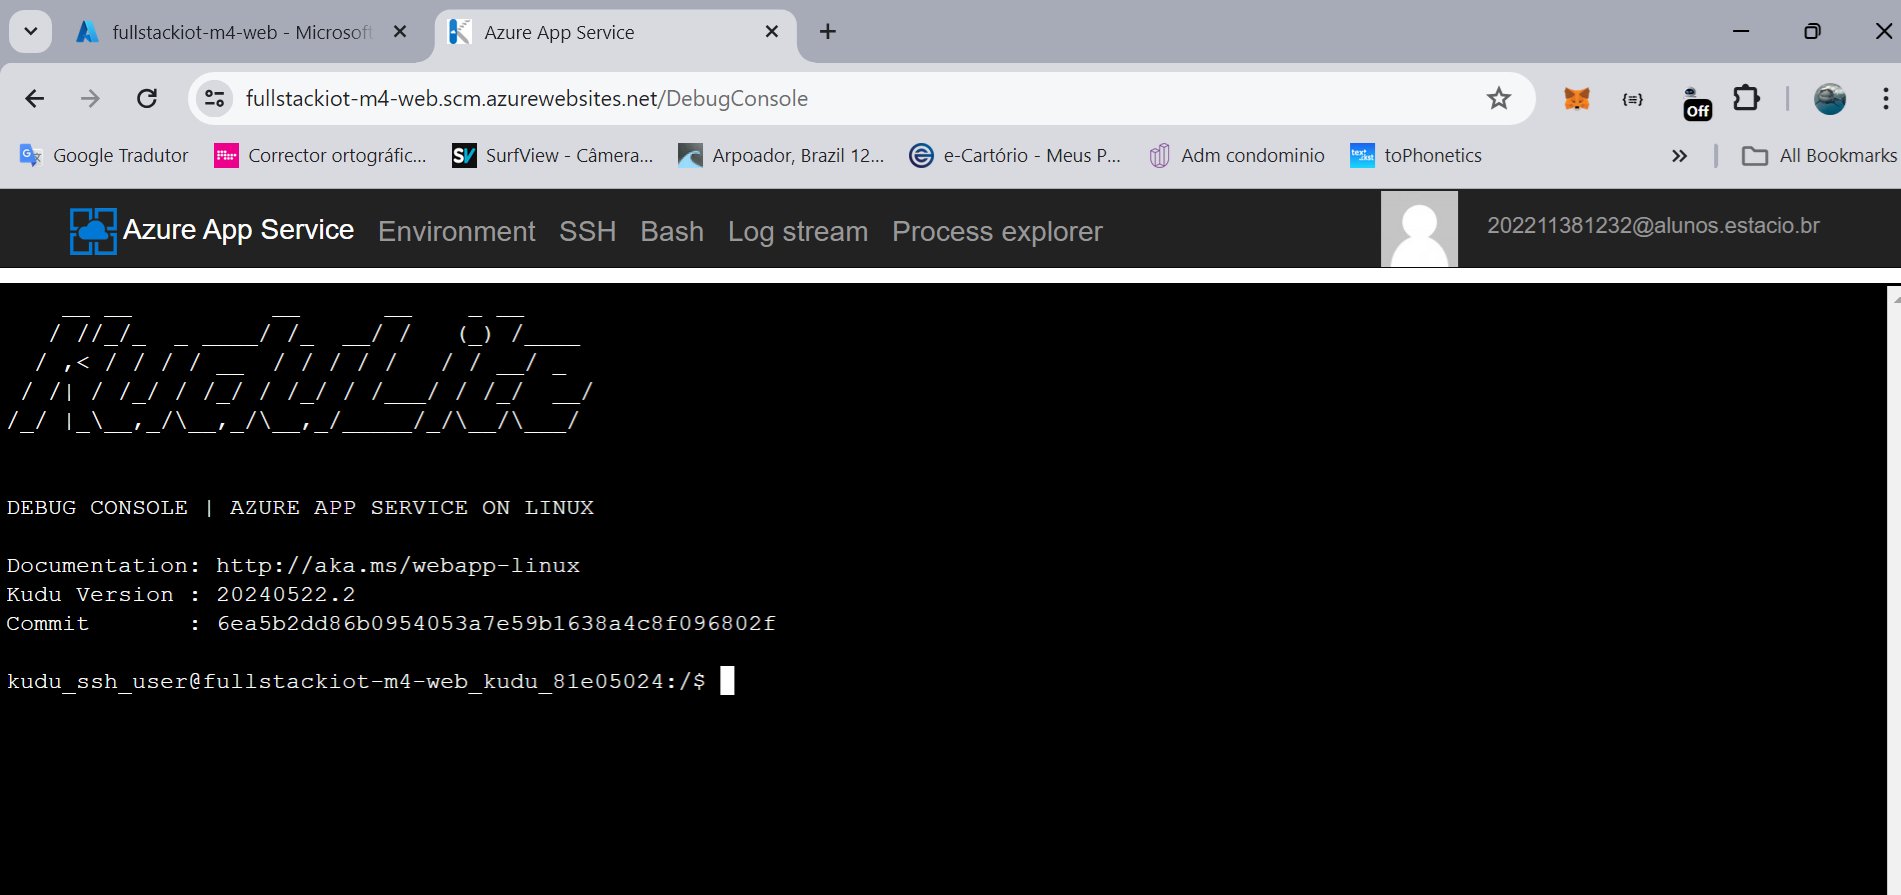 fullstackiot-m4-web - Microsoft
Azure App Service
fullstackiot-m4-web.scm.azurewebsites.net/DebugConsole
Off
Google Tradutor
Corrector ortográfic...
SV
SurfView - Câmera...
Arpoador, Brazil 12...
e-Cartório - Meus P...
Adm condominio
toPhonetics
»
All Bookmarks
Azure App Service
Environment
SSH
Bash
Log stream
Process explorer
202211381232@alunos.estacio.br
KuduLite
DEBUG CONSOLE | AZURE APP SERVICE ON LINUX
Documentation: http://aka.ms/webapp-linux
Kudu Version : 20240522.2
Commit       : 6ea5b2dd86b0954053a7e59b1638a4c8f096802f
kudu_ssh_user@fullstackiot-m4-web_kudu_81e05024:/$